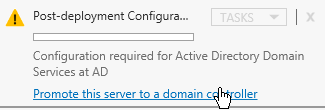 Post-deployment Configura...
TASKS
Configuration required for Active Directory Domain
Services at AD
Promote this server to a domain controller